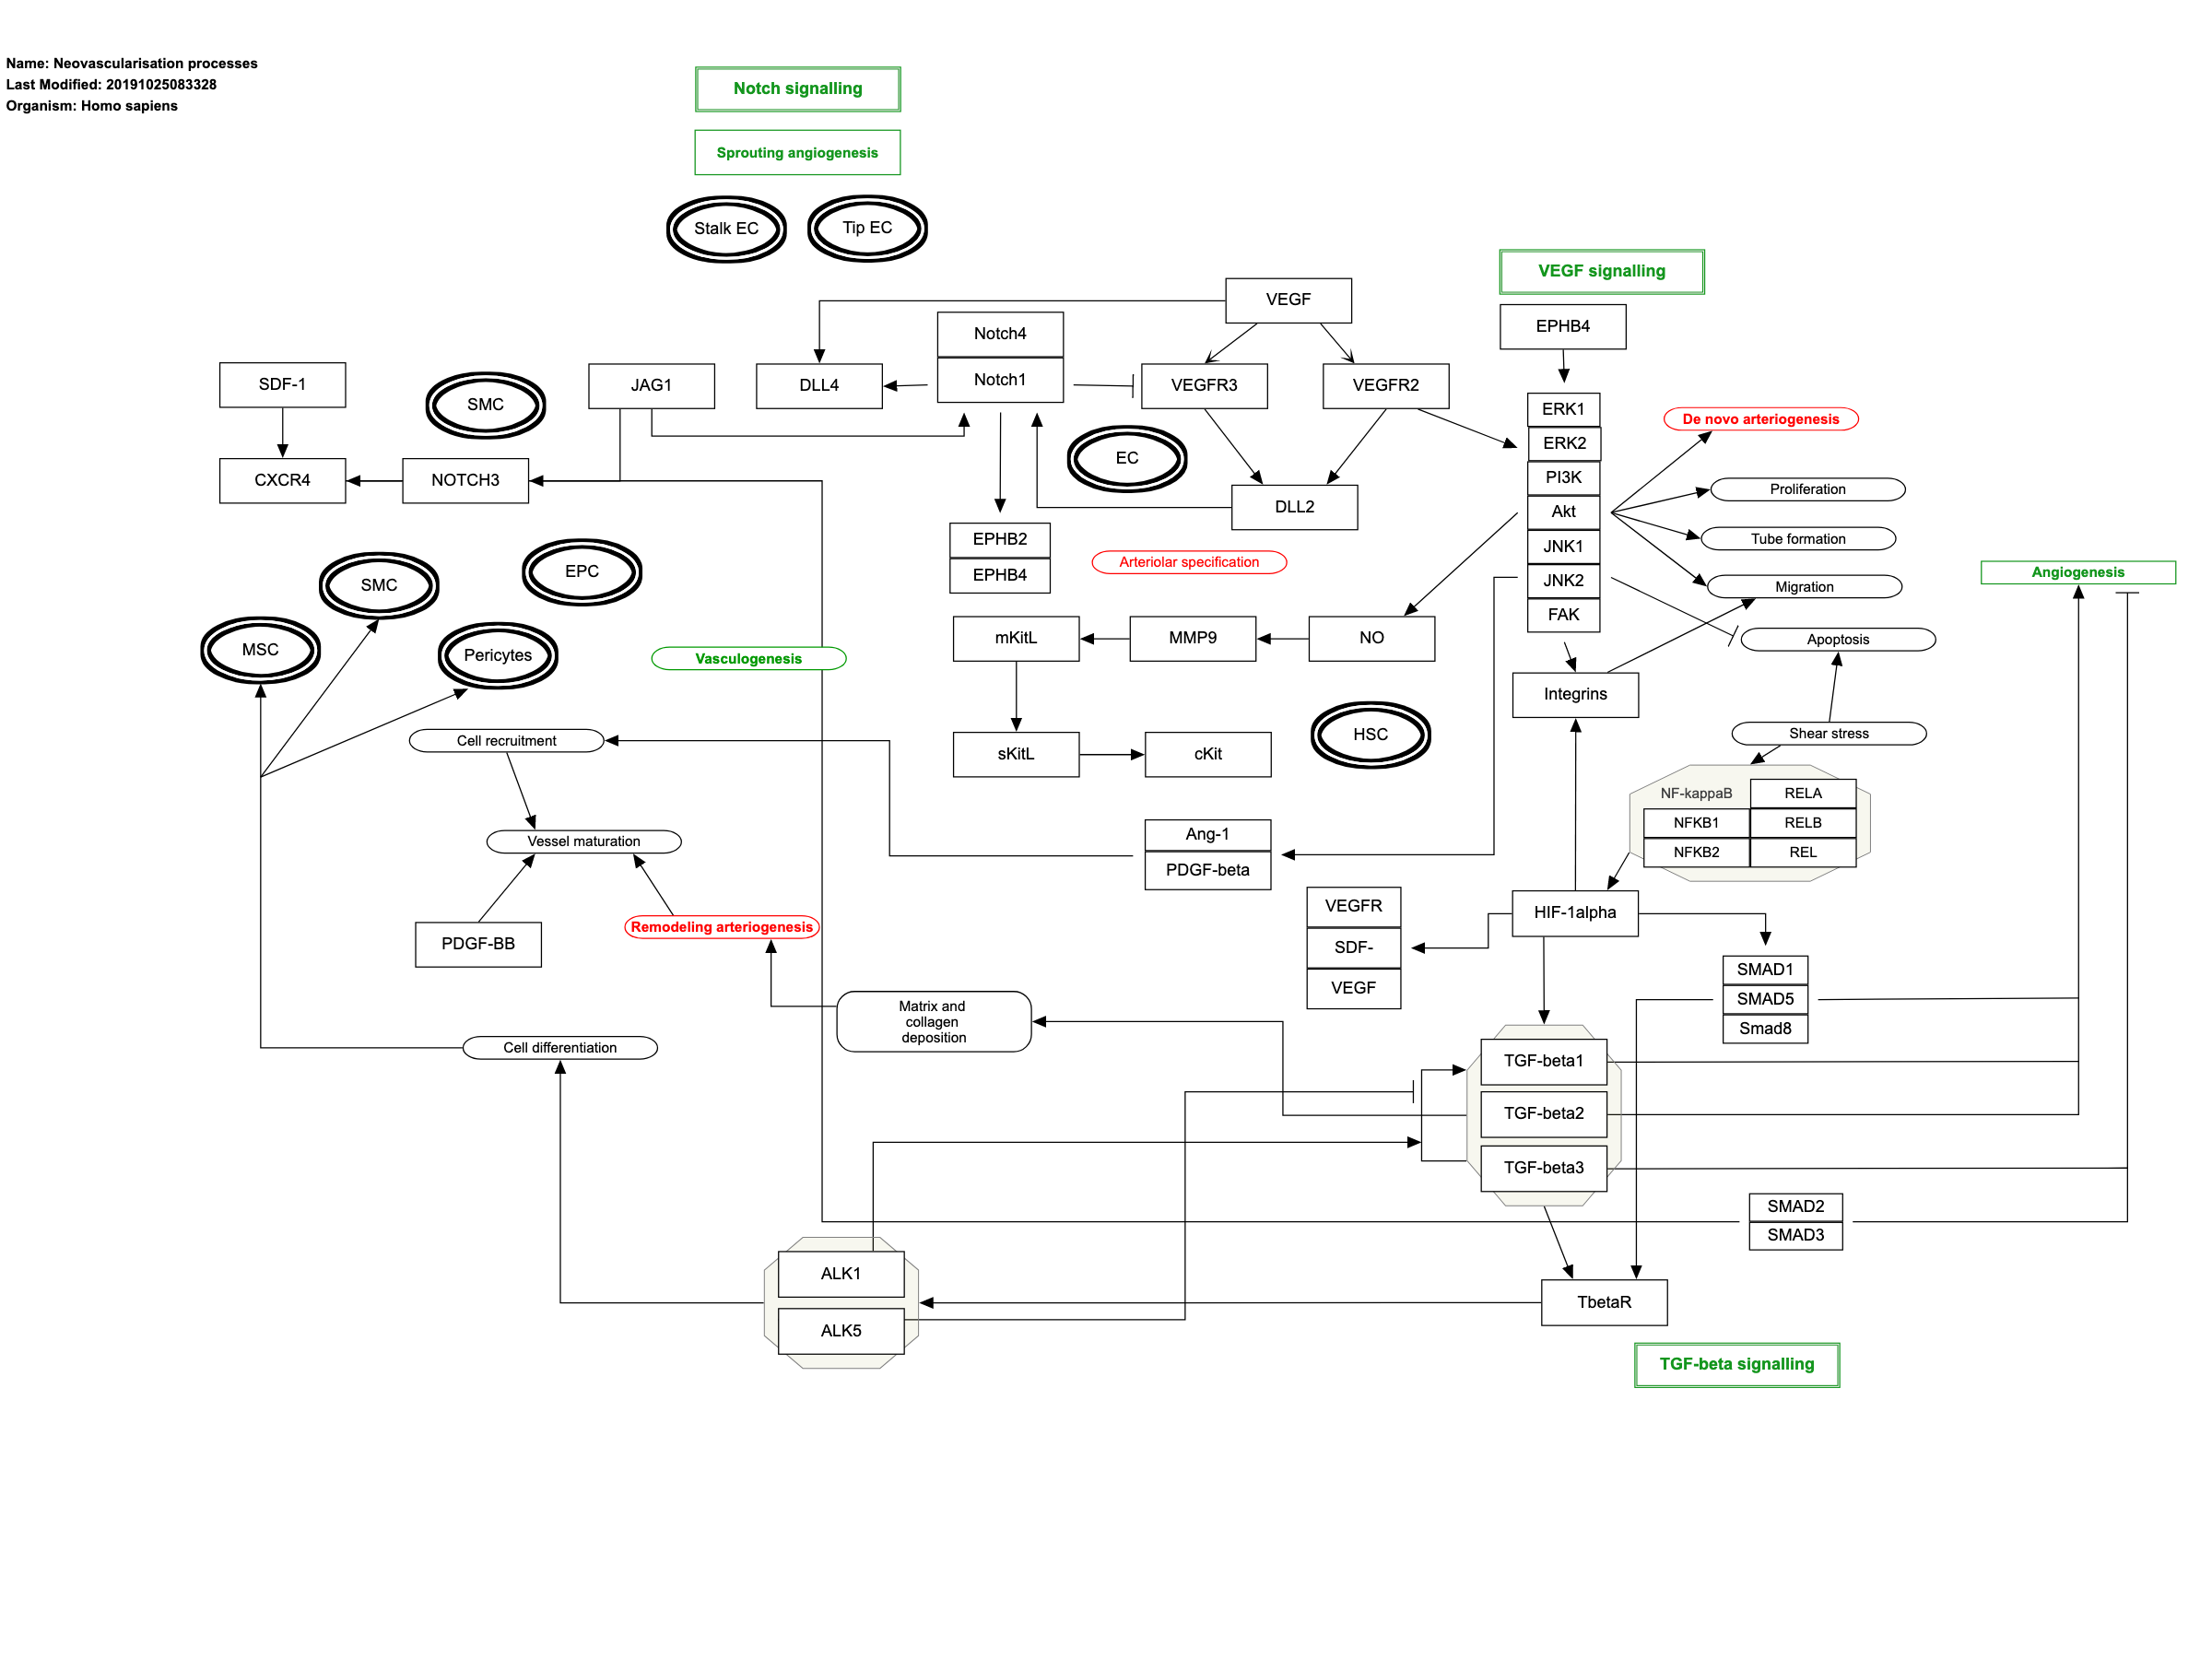 Name: Neovascularisation processes
Last Modified: 20191025083328
Organism: Homo sapiens
Notch signalling
Sprouting angiogenesis
Stalk EC
Tip EC
VEGF signalling
VEGF
EPHB4
Notch4
Notch1
SDF-1
SMC
JAG1
DLL4
VEGFR3
VEGFR2
ERK1
ERK2
PI3K
Akt
JNK1
JNK2
FAK
De novo arteriogenesis
Proliferation
Tube formation
Migration
Apoptosis
CXCR4
NOTCH3
EC
DLL2
EPHB2
EPHB4
Arteriolar specification
Angiogenesis
SMC
EPC
MSC
Pericytes
Vasculogenesis
mKitL
MMP9
NO
Integrins
Cell recruitment
sKitL
cKit
HSC
Shear stress
NF-kappaB
RELA
NFKB1
RELB
NFKB2
REL
Vessel maturation
Ang-1
PDGF-beta
PDGF-BB
Remodeling arteriogenesis
VEGFR
SDF-
VEGF
HIF-1alpha
SMAD1
SMAD5
Smad8
Matrix and
collagen
deposition
Cell differentiation
TGF-beta1
TGF-beta2
TGF-beta3
SMAD2
SMAD3
ALK1
ALK5
TbetaR
TGF-beta signalling